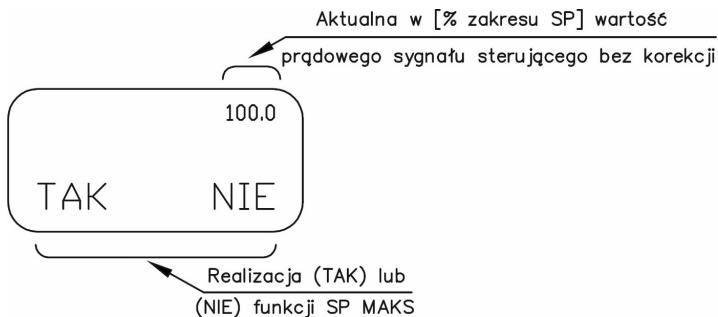 Aktualna w [% zakresu SP] wartość
prądowego sygnału sterującego bez korekcji
100.0
TAK NIE
Realizacja (TAK) lub
(NIE) funkcji SP MAKS